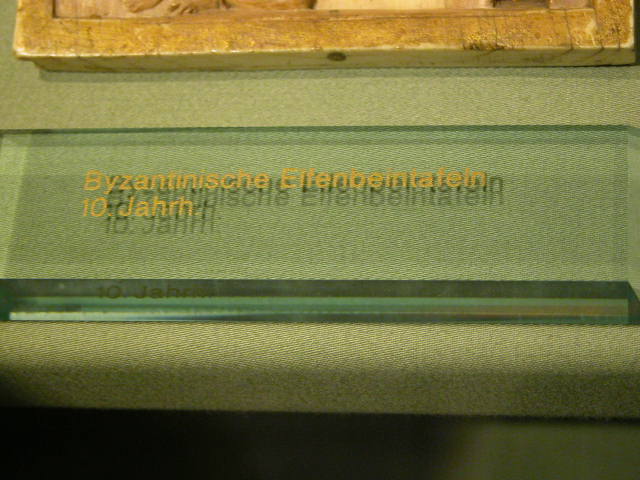 Byzantinische Elfenbeintafeln
10. Jahrh.